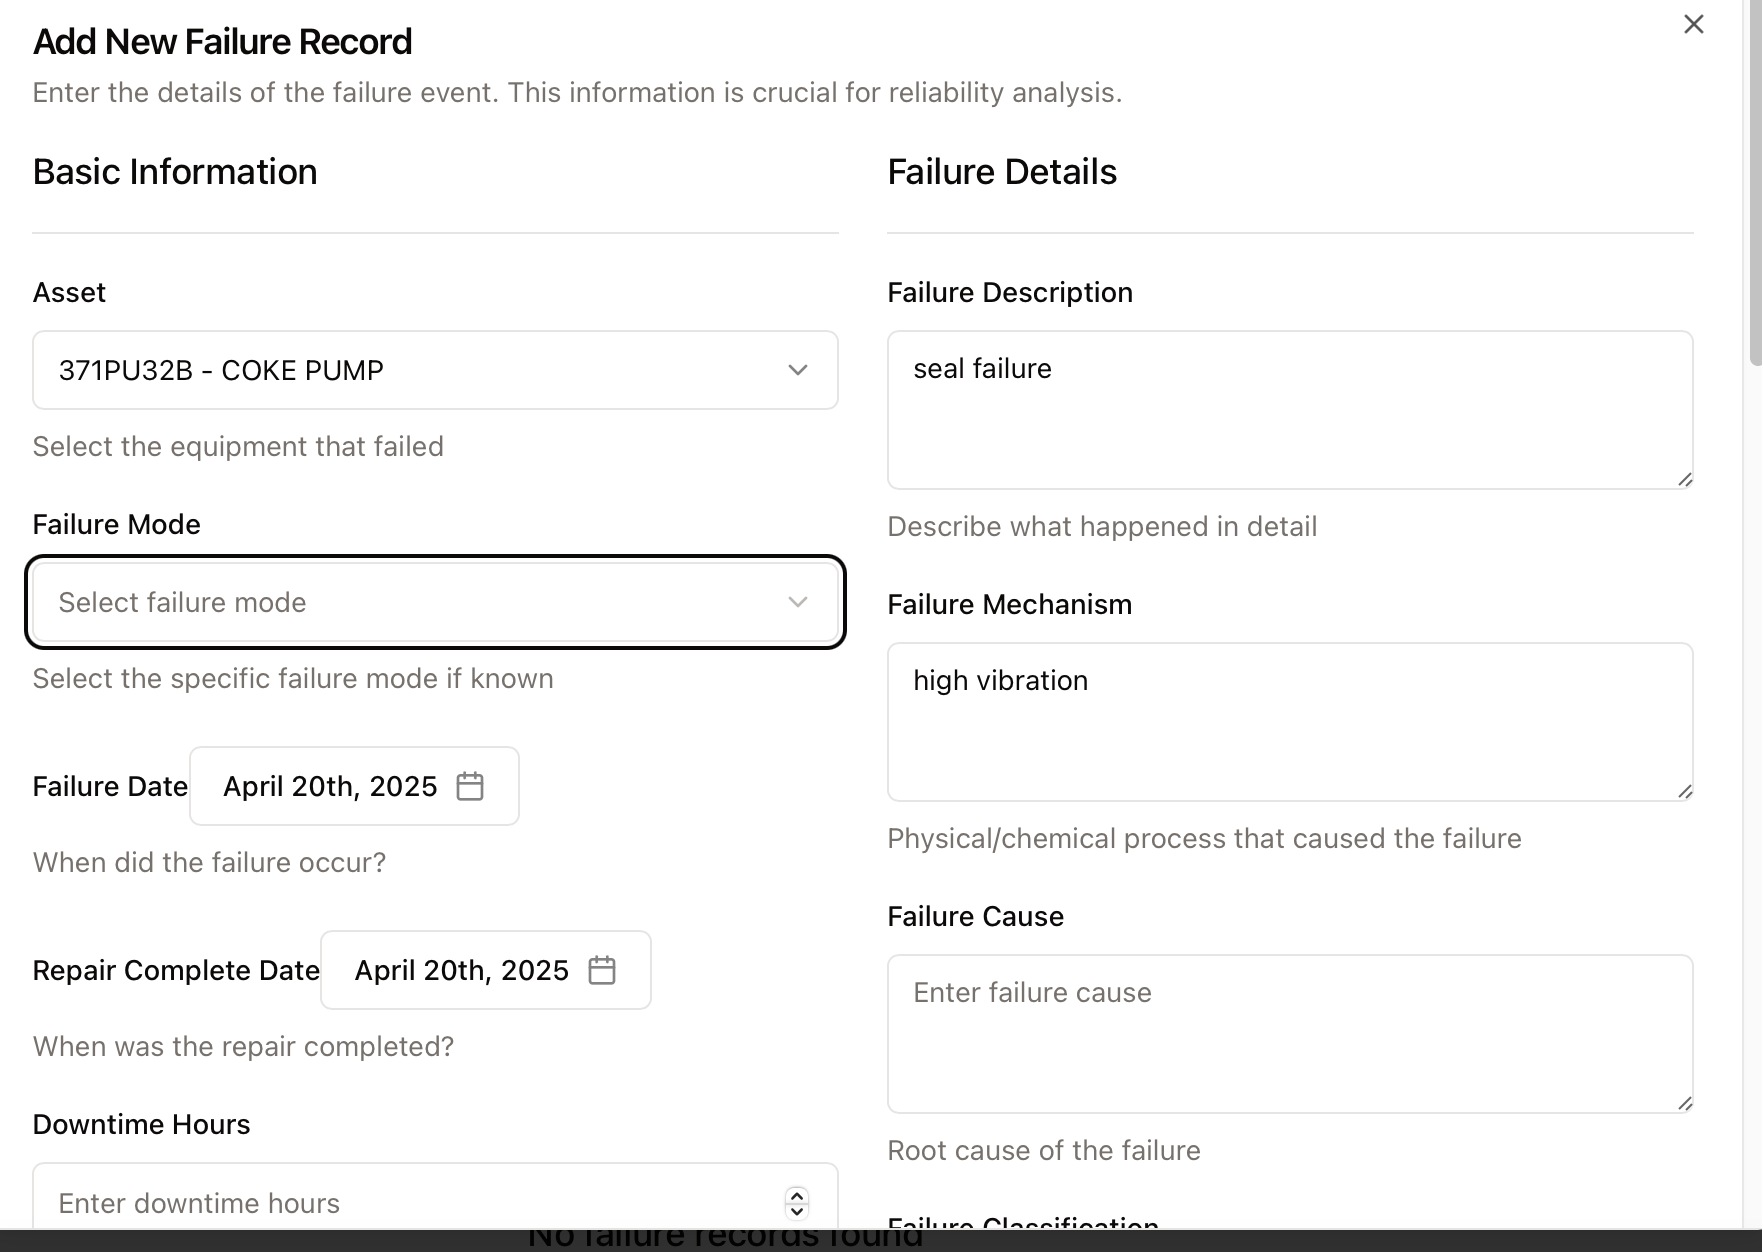 Add New Failure Record
Enter the details of the failure event. This information is crucial for reliability analysis.
Basic Information
Asset
371PU32B - COKE PUMP
Select the equipment that failed
Failure Mode
Select failure mode
Select the specific failure mode if known
Failure Date
April 20th, 2025
When did the failure occur?
Repair Complete Date
April 20th, 2025
When was the repair completed?
Downtime Hours
Enter downtime hours
Failure Details
Failure Description
seal failure
Describe what happened in detail
Failure Mechanism
high vibration
Physical/chemical process that caused the failure
Failure Cause
Enter failure cause
Root cause of the failure
Failure Classification
No failure records found